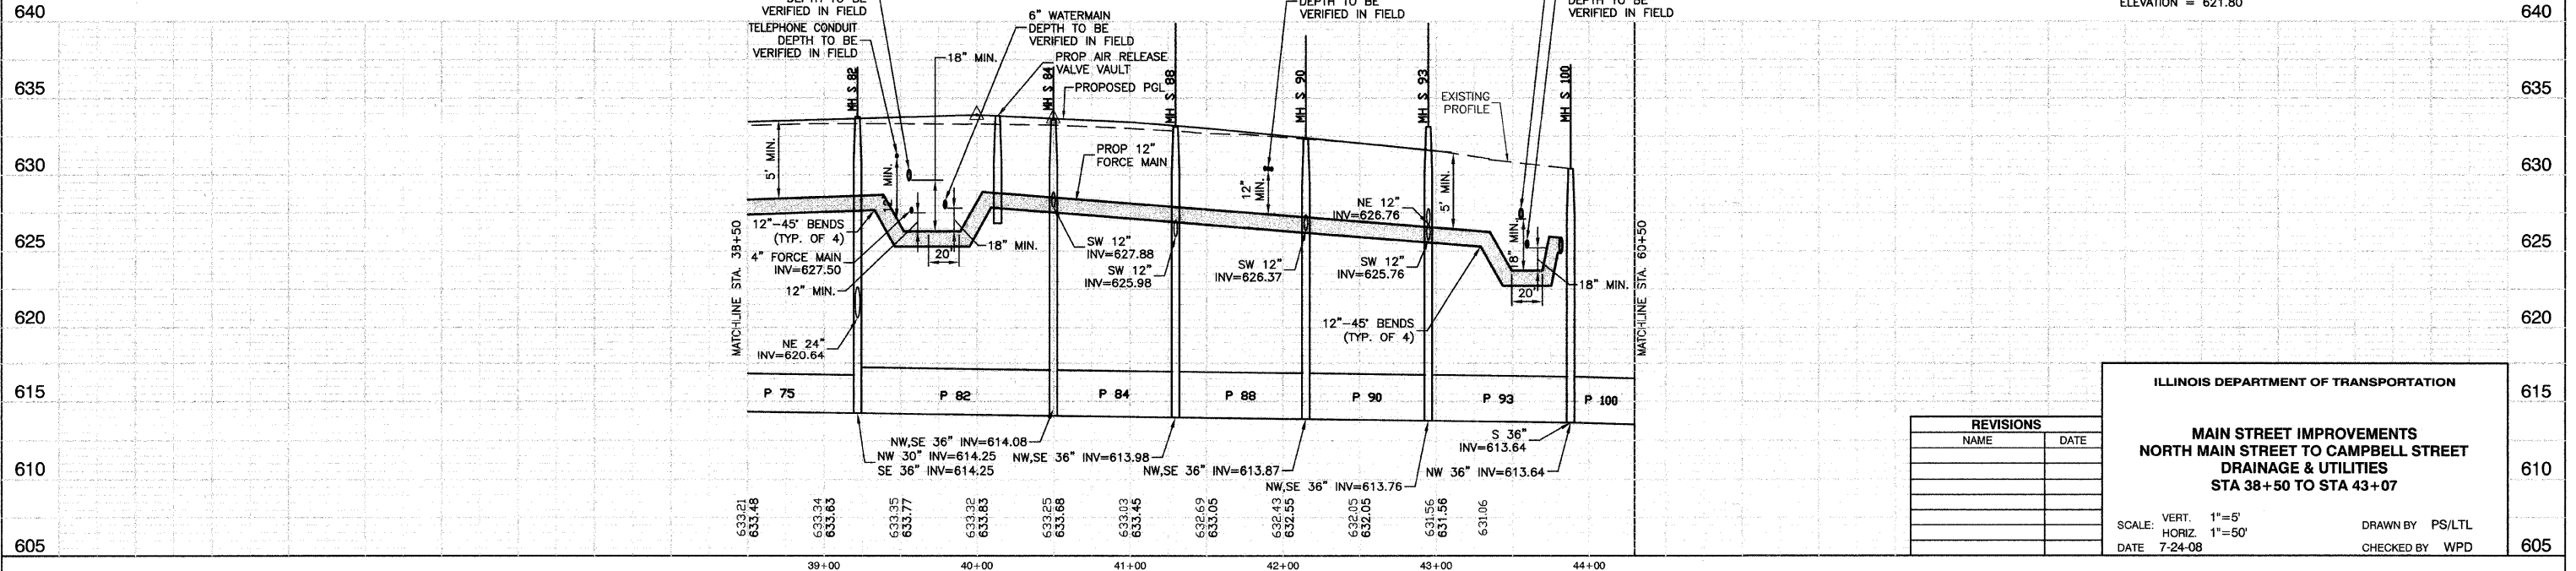 640
DEPTH TO BE
VERIFIED IN FIELD
TELEPHONE CONDUIT
DEPTH TO BE
VERIFIED IN FIELD
6" WATERMAIN
DEPTH TO BE
VERIFIED IN FIELD
18" MIN.
PROP AIR RELEASE
VALVE VAULT
PROPOSED PGL
DEPTH TO BE
VERIFIED IN FIELD
DEPTH TO BE
VERIFIED IN FIELD
ELEVATION = 621.80
640
635
MH S 82
MH S 84
MH S 88
MH S 90
MH S 93
EXISTING
PROFILE
MH S 100
635
630
5' MIN.
12" MIN.
PROP 12"
FORCE MAIN
12"
MIN.
5' MIN.
NE 12"
INV=626.76
630
625
MATCHLINE STA. 38+50
12"-45° BENDS
(TYP. OF 4)
4" FORCE MAIN
INV=627.50
12" MIN.
20'
18" MIN.
SW 12"
INV=627.88
SW 12"
INV=625.98
SW 12"
INV=626.37
SW 12"
INV=625.76
18" MIN.
20'
18" MIN.
MATCHLINE STA. 60+50
625
620
NE 24"
INV=620.64
12"-45° BENDS
(TYP. OF 4)
620
615
P 75
P 82
P 84
P 88
P 90
P 93
P 100
615
610
NW,SE 36" INV=614.08
NW 30" INV=614.25
SE 36" INV=614.25
NW,SE 36" INV=613.98
NW,SE 36" INV=613.87
NW,SE 36" INV=613.76
S 36"
INV=613.64
NW 36" INV=613.64
610
605
633.21
633.48
633.34
633.63
633.35
633.77
633.32
633.83
633.25
633.68
633.03
633.45
632.69
633.05
632.43
632.55
632.05
632.05
631.56
631.56
631.06
605
39+00
40+00
41+00
42+00
43+00
44+00
REVISIONS
NAME
DATE
ILLINOIS DEPARTMENT OF TRANSPORTATION
MAIN STREET IMPROVEMENTS
NORTH MAIN STREET TO CAMPBELL STREET
DRAINAGE & UTILITIES
STA 38+50 TO STA 43+07
SCALE: VERT. 1"=5'
HORIZ. 1"=50'
DATE 7-24-08
DRAWN BY PS/LTL
CHECKED BY WPD